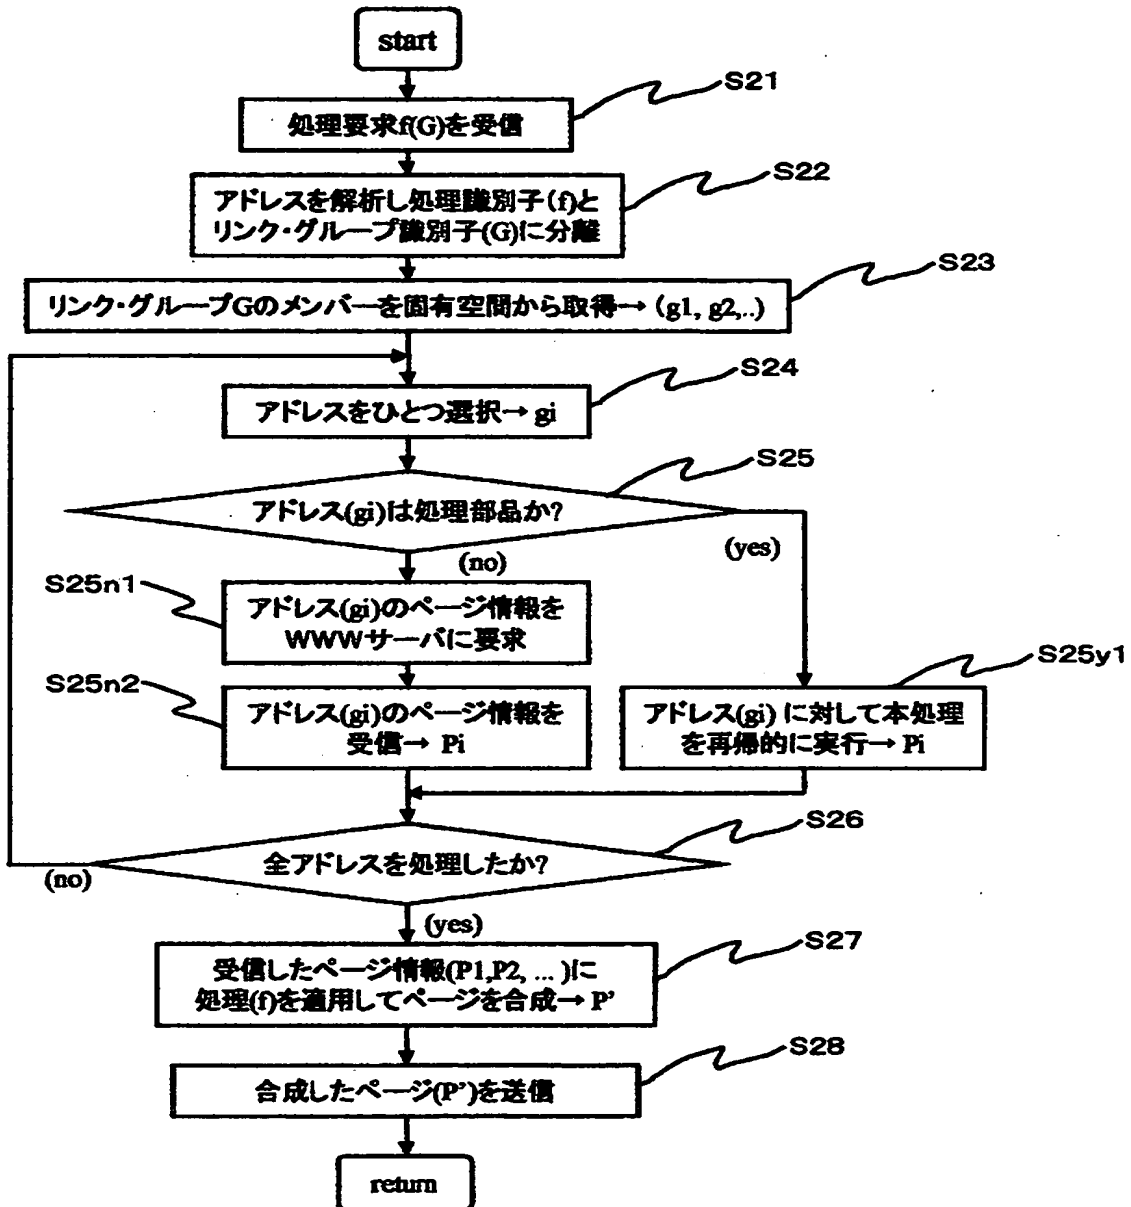 start
S21
処理要求f(G)を受信
S22
アドレスを解析し処理識別子(f)と
リンク・グループ識別子(G)に分離
S23
リンク・グループGのメンバーを固有空間から取得→ (g1, g2,..)
S24
アドレスをひとつ選択→ gi
S25
アドレス(gi)は処理部品か?
(no)
(yes)
S25n1
アドレス(gi)のページ情報を
WWWサーバに要求
S25n2
アドレス(gi)のページ情報を
受信→ Pi
S25y1
アドレス(gi) に対して本処理
を再帰的に実行→ Pi
S26
全アドレスを処理したか?
(no)
(yes)
S27
受信したページ情報(P1,P2, ... )に
処理(f)を適用してページを合成→ P'
S28
合成したページ(P')を送信
return